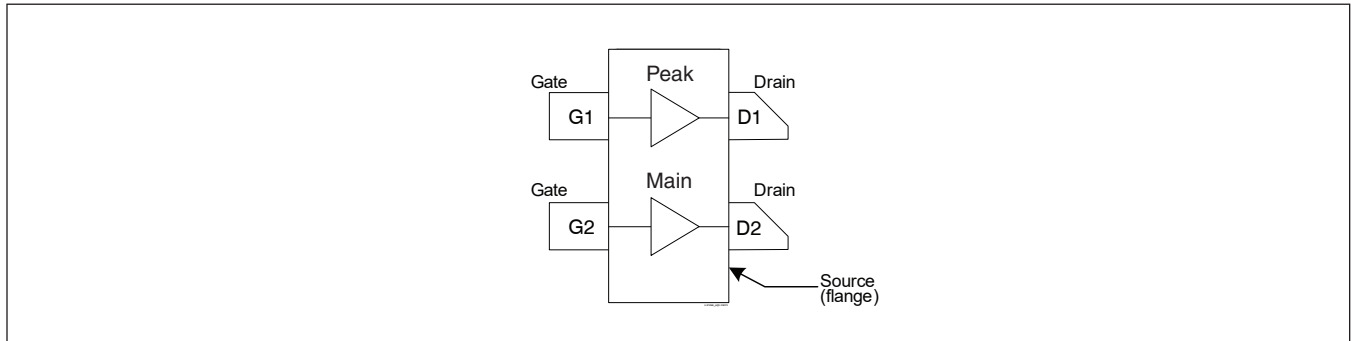 Peak
Gate
Drain
G1
D1
Main
Gate
Drain
G2
D2
Source
(flange)